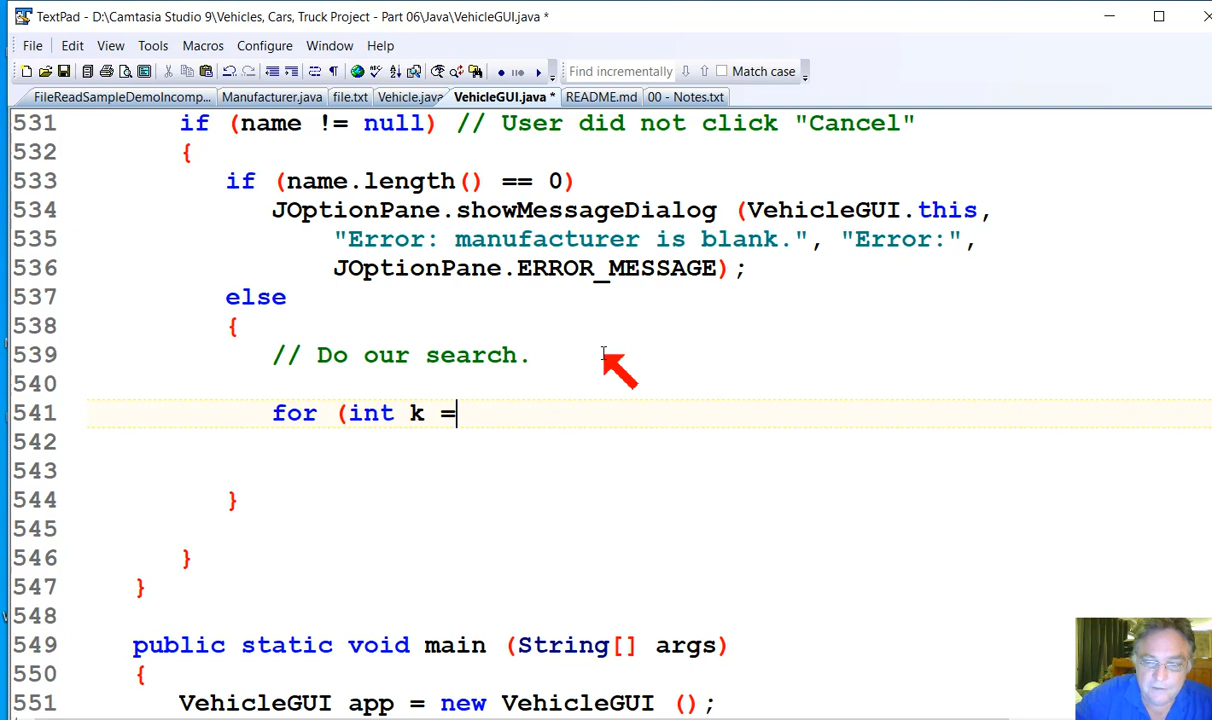 TextPad - D:\Camtasia Studio 9\Vehicles, Cars, Truck Project - Part 06\Java\VehicleGUI.java *
File Edit View Tools Macros Configure Window Help
Find incrementally Match case
FileReadSampleDemoIncomp... Manufacturer.java file.txt Vehicle.java VehicleGUI.java * README.md 00 - Notes.txt
531 if (name != null) // User did not click "Cancel"
532 {
533 if (name.length() == 0)
534 JOptionPane.showMessageDialog (VehicleGUI.this,
535 "Error: manufacturer is blank.", "Error:",
536 JOptionPane.ERROR_MESSAGE);
537 else
538 {
539 // Do our search.
540
541 for (int k =
542
543
544 }
545
546 }
547 }
548
549 public static void main (String[] args)
550 {
551 VehicleGUI app = new VehicleGUI ();